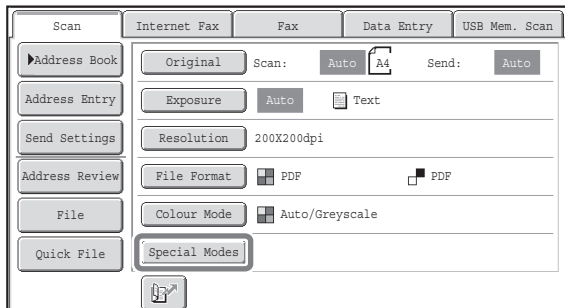 Scan Internet Fax Fax Data Entry USB Mem. Scan
Address Book Original Scan: Auto A4 Send: Auto
Address Entry Exposure Auto Text
Send Settings Resolution 200X200dpi
Address Review File Format PDF PDF
File Colour Mode Auto/Greyscale
Quick File Special Modes